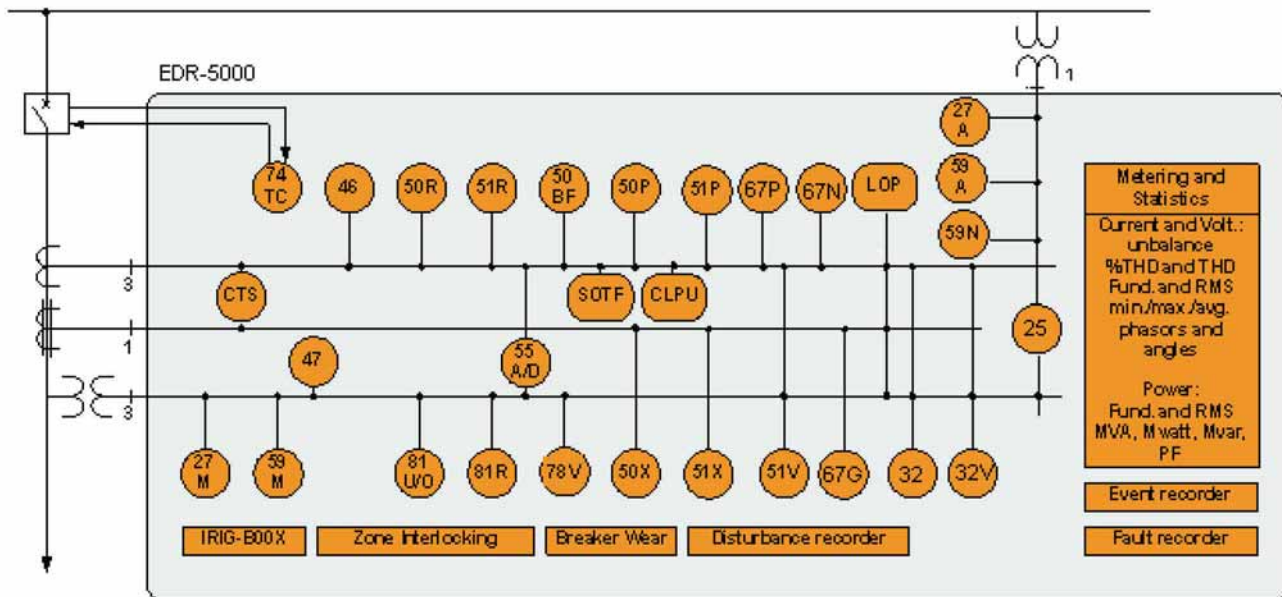 EDR-5000
1
27
A
74
TC
46
50R
51R
50
BF
50P
51P
67P
67N
LOP
59
A
59N
Metering and
Statistics
Current and Volt.:
unbalance
%THD and THD
Fund. and RMS
min./max./avg.
phasors and
angles
Power:
Fund. and RMS
MVA, Mwatt, Mvar,
PF
3
CTS
SOTF
CLPU
1
47
55
A/D
25
3
27
M
59
M
81
U/O
81R
78V
50X
51X
51V
67G
32
32V
Event recorder
IRIG-B00X
Zone Interlocking
Breaker Wear
Disturbance recorder
Fault recorder